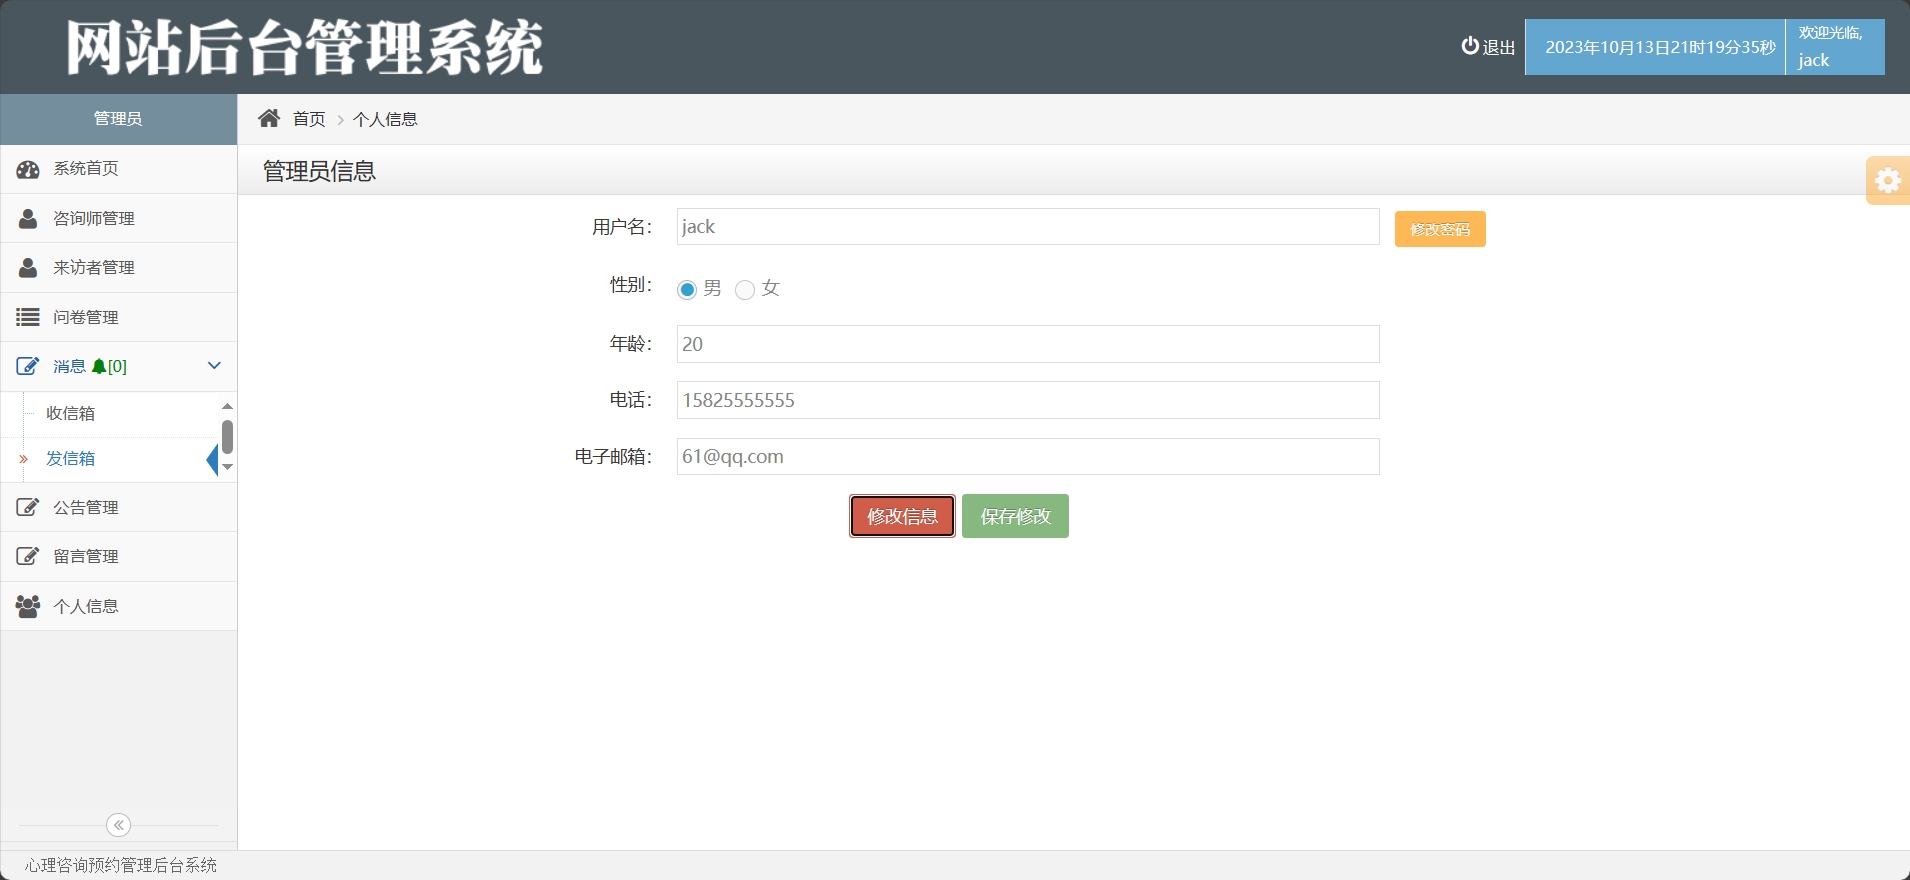 网站后台管理系统
退出
2023年10月13日21时19分35秒
欢迎光临,
jack
管理员
首页
个人信息
系统首页
咨询师管理
来访者管理
问卷管理
消息 [0]
收信箱
发信箱
公告管理
留言管理
个人信息
管理员信息
用户名：
jack
修改密码
性别：
男 女
年龄：
20
电话：
15825555555
电子邮箱：
61@qq.com
修改信息
保存修改
心理咨询预约管理后台系统